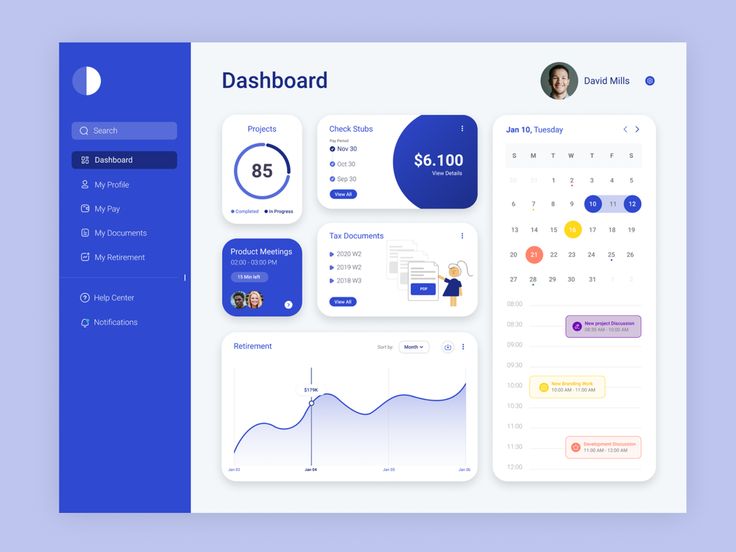 Dashboard
David Mills
Search
Dashboard
My Profile
My Pay
My Documents
My Retirement
Help Center
Notifications
Projects
85
Completed
In Progress
Check Stubs
Pay Period
Nov 30
Oct 30
Sep 30
View All
$6.100
View Details
Product Meetings
02:00 - 03:00 PM
15 Min left
?
Tax Documents
2020 W2
2019 W2
2018 W3
View All
PDF
Retirement
Sort by:
Month
$179K
Jan 03
Jan 04
Jan 05
Jan 06
Jan 10, Tuesday
S M T W T F S
1 2 3 4 5
6 7 8 9 10 11 12
13 14 15 16 17 18 19
20 21 22 23 24 25 26
27 28 29 30 31
08:00
08:30
New project Discussion
08:30 AM - 10:00 AM
09:00
09:30
10:00
New Branding Work
10:00 AM - 11:00 AM
10:30
11:00
11:30
Development Discussion
11:00 AM - 12:00 AM
12:00